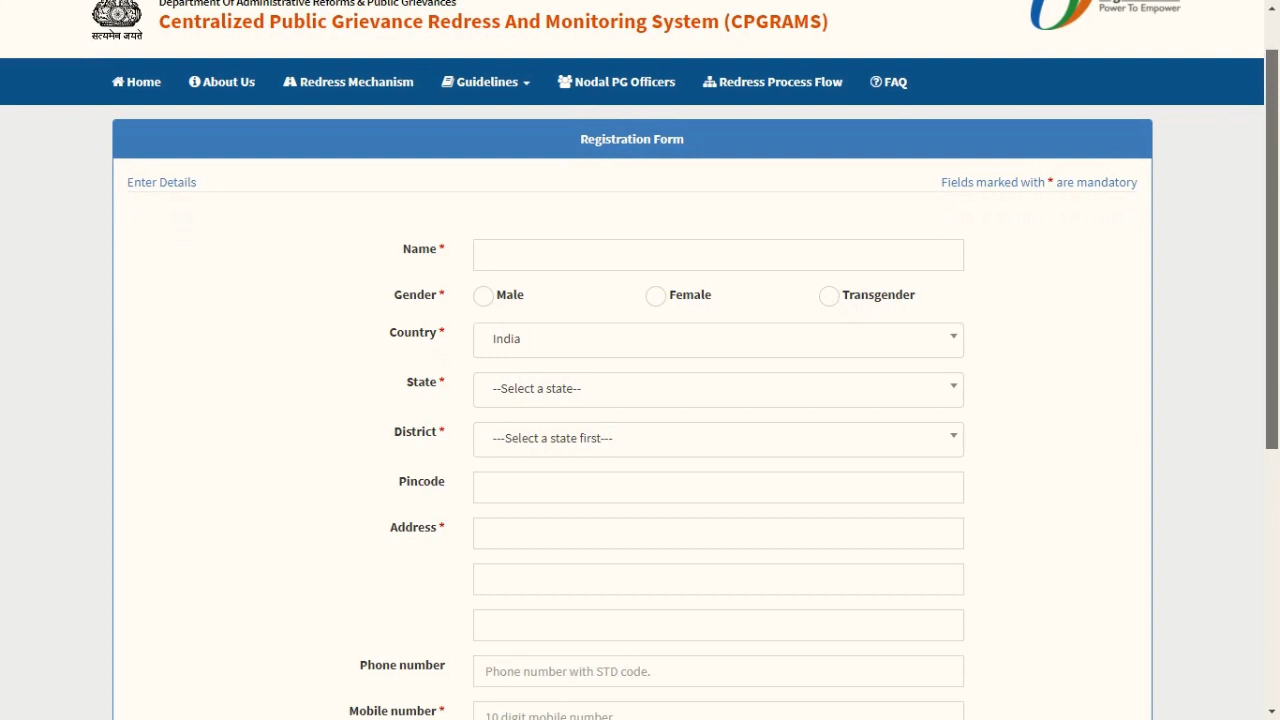 Department Of Administrative Reforms & Public Grievances
Centralized Public Grievance Redress And Monitoring System (CPGRAMS)
सत्यमेव जयते
Power To Empower
Home About Us Redress Mechanism Guidelines Nodal PG Officers Redress Process Flow FAQ
Registration Form
Enter Details Fields marked with * are mandatory
Name *
Gender * Male Female Transgender
Country * India
State * --Select a state--
District * ---Select a state first---
Pincode
Address *
Phone number Phone number with STD code.
Mobile number * 10 digit mobile number